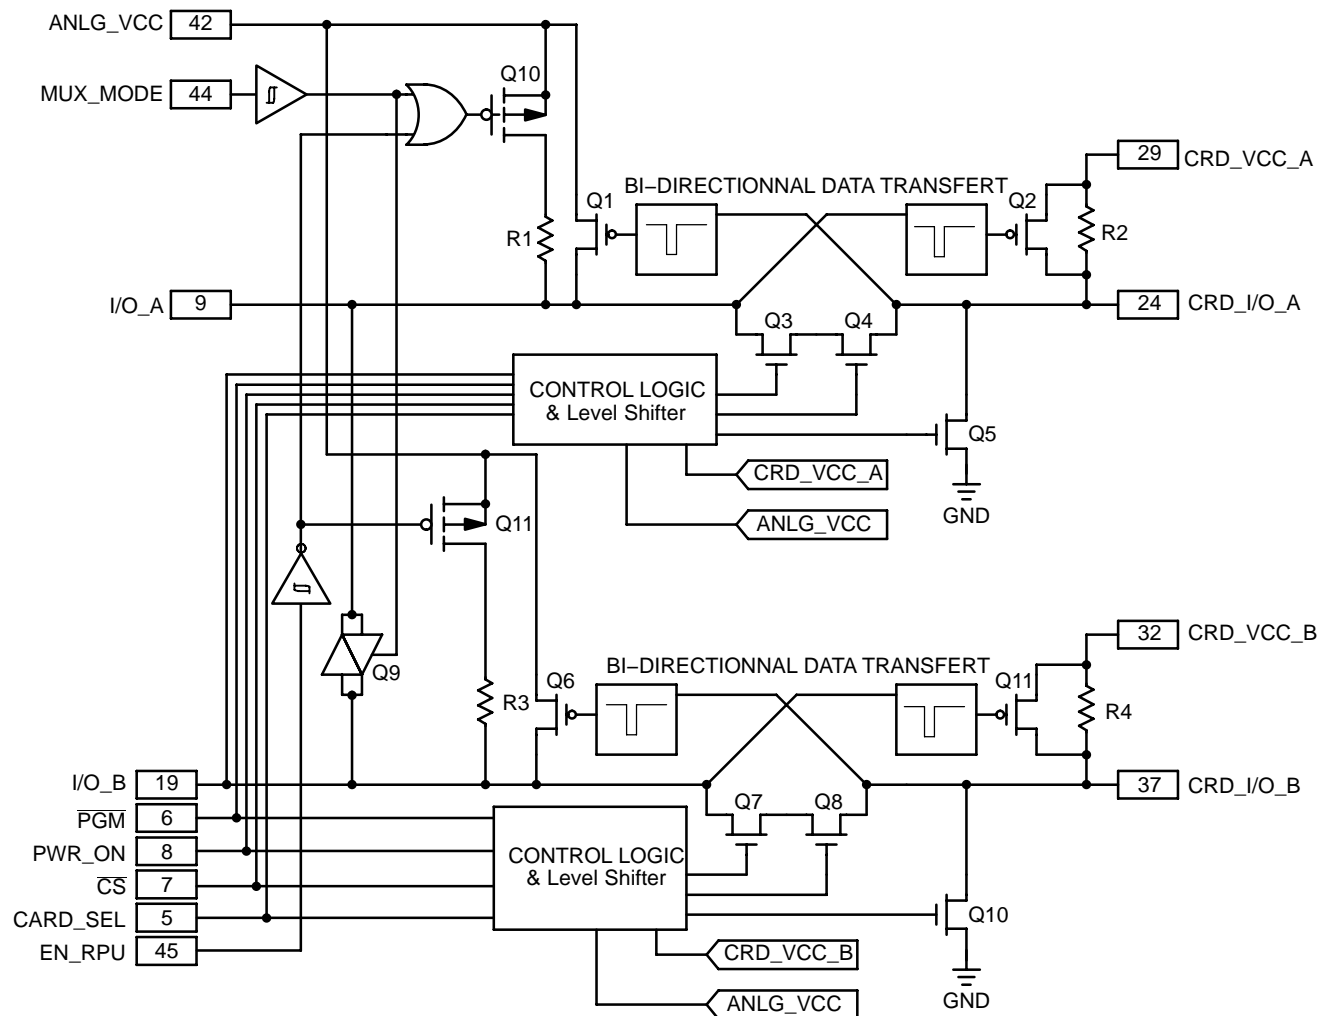 ANLG_VCC 42
MUX_MODE 44
Q10
29 CRD_VCC_A
BI–DIRECTIONNAL DATA TRANSFERT
Q1
Q2
R1
R2
I/O_A 9
24 CRD_I/O_A
Q3
Q4
CONTROL LOGIC
& Level Shifter
Q5
CRD_VCC_A
ANLG_VCC
GND
Q11
Q9
32 CRD_VCC_B
BI–DIRECTIONNAL DATA TRANSFERT
R3
Q6
Q11
R4
I/O_B 19
37 CRD_I/O_B
PGM 6
PWR_ON 8
CS 7
CARD_SEL 5
EN_RPU 45
Q7
Q8
CONTROL LOGIC
& Level Shifter
Q10
CRD_VCC_B
ANLG_VCC
GND